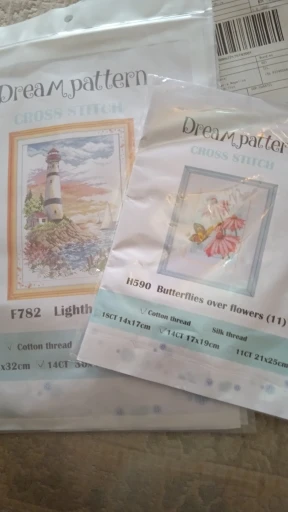 Dream pattern
CROSS STITCH
F782 Lighth
Cotton thread
x32cm √ 14CT
Dream patter
CROSS STITCH
H590 Butterflies over flowers (11)
√ Cotton thread Silk thread
16CT 14x17cm √ 14CT 17x19cm 11CT 21x25cm